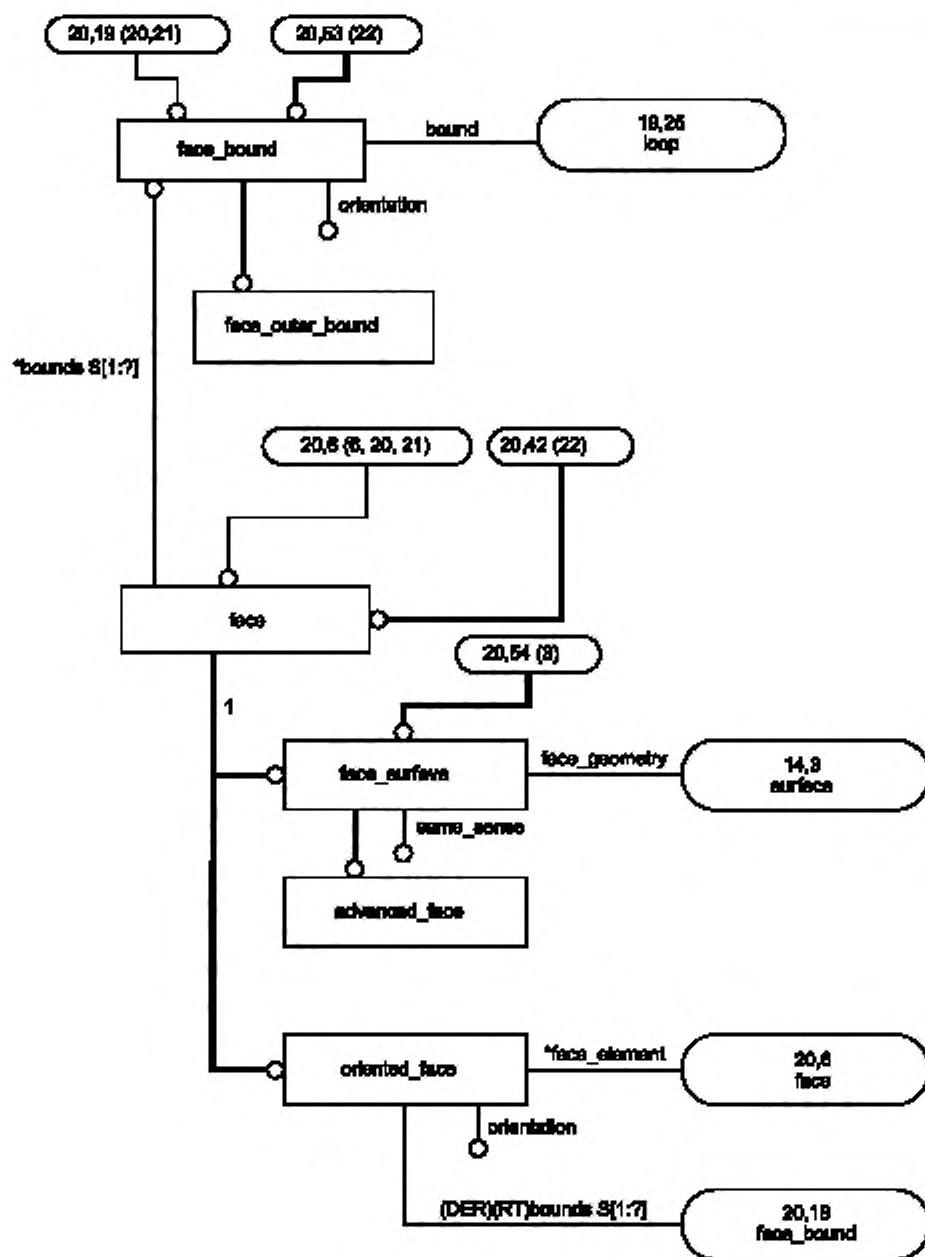 20,19 (20,21)
20,53 (22)
face_bound
bound
19,25
loop
orientation
face_outer_bound
*bounds S[1:?]
20,6 (6, 20, 21)
20,42 (22)
face
20,54 (9)
1
face_surface
face_geometry
14,3
surface
same_sense
advanced_face
oriented_face
*face_element
20,6
face
orientation
(DER)(RT)bounds S[1:?]
20,19
face_bound